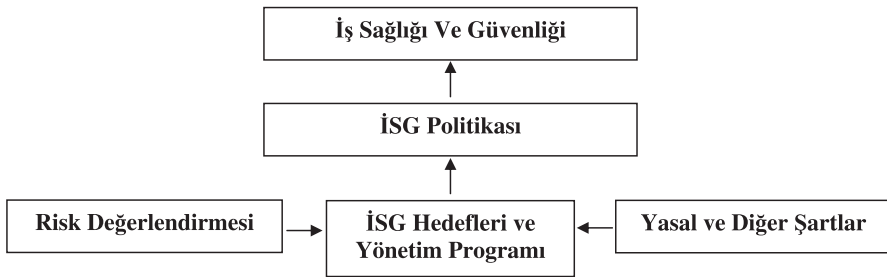 İş Sağlığı Ve Güvenliği
İSG Politikası
Risk Değerlendirmesi
İSG Hedefleri ve
Yönetim Programı
Yasal ve Diğer Şartlar